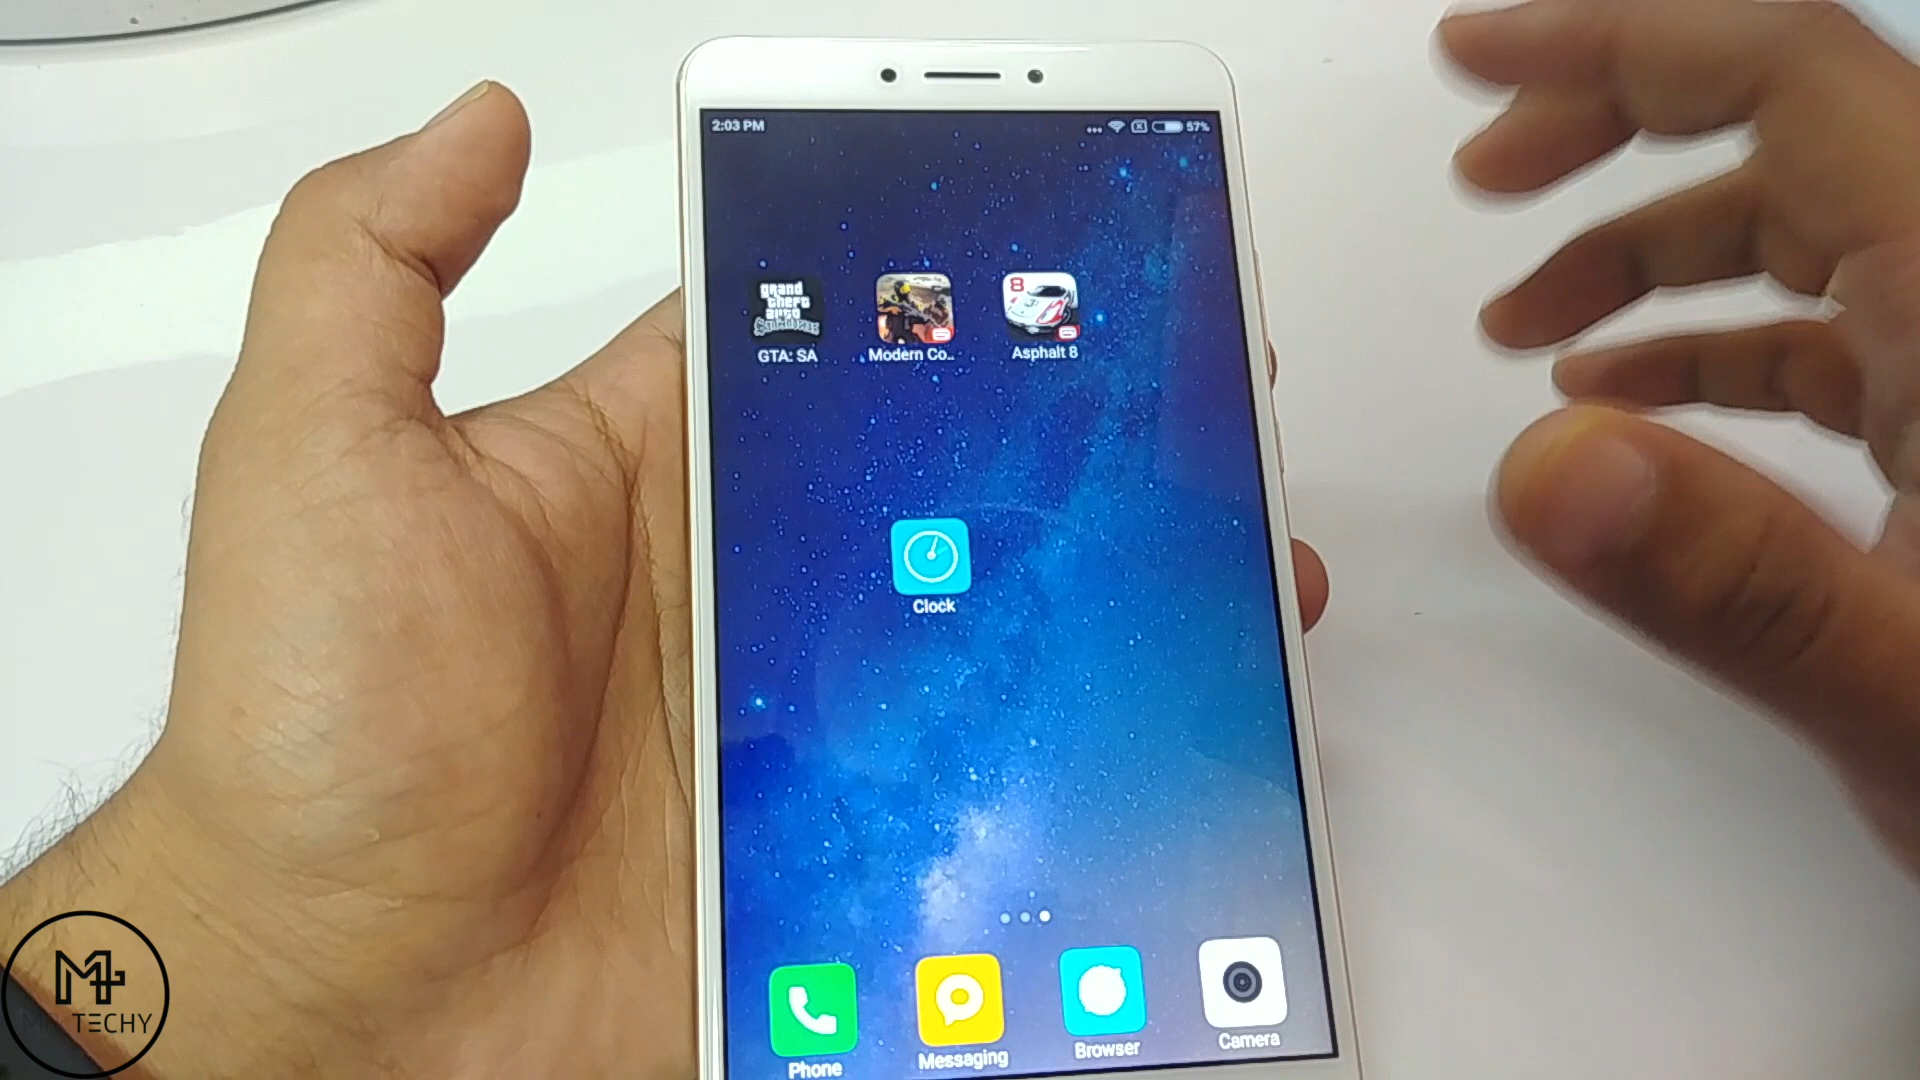 2:03 PM
57%
grand
theft
auto
8
GTA: SA
Modern Co..
Asphalt 8
Clock
Phone
Messaging
Browser
Camera
TECHY